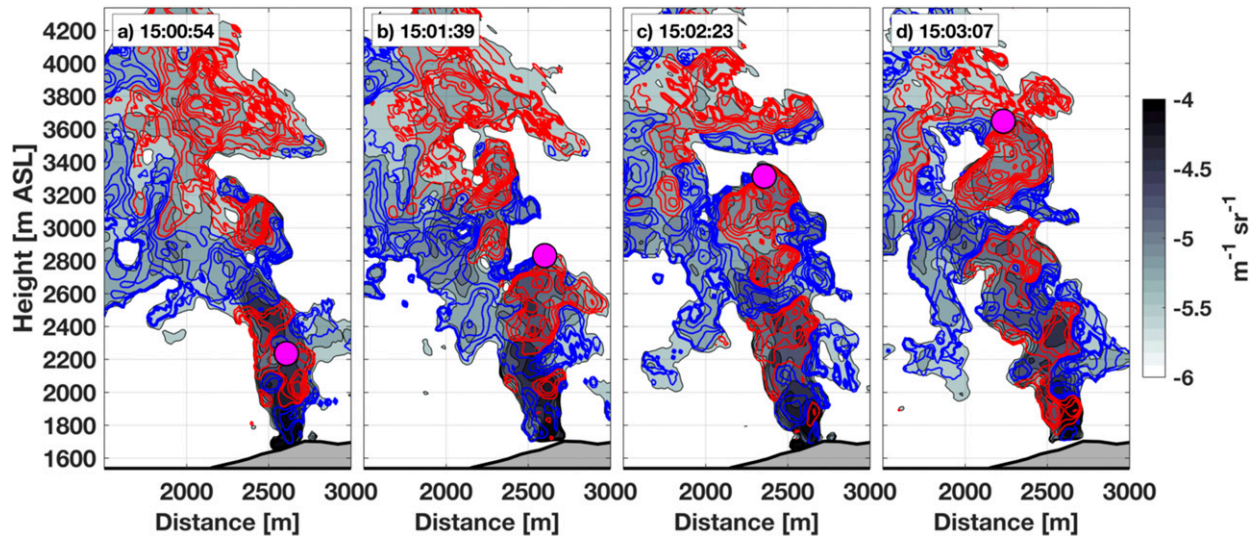 a) 15:00:54
b) 15:01:39
c) 15:02:23
d) 15:03:07
Height [m ASL]
4200
4000
3800
3600
3400
3200
3000
2800
2600
2400
2200
2000
1800
1600
2000 2500 3000
2000 2500 3000
2000 2500 3000
2000 2500 3000
Distance [m]
Distance [m]
Distance [m]
Distance [m]
-4
-4.5
-5
-5.5
-6
m⁻¹ sr⁻¹